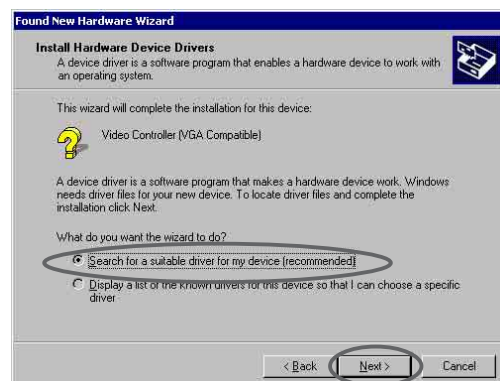 Found New Hardware Wizard
Install Hardware Device Drivers
A device driver is a software program that enables a hardware device to work with
an operating system.
This wizard will complete the installation for this device:
Video Controller (VGA Compatible)
A device driver is a software program that makes a hardware device work. Windows
needs driver files for your new device. To locate driver files and complete the
installation click Next.
What do you want the wizard to do?
Search for a suitable driver for my device (recommended)
Display a list of the known drivers for this device so that I can choose a specific
driver
< Back
Next >
Cancel